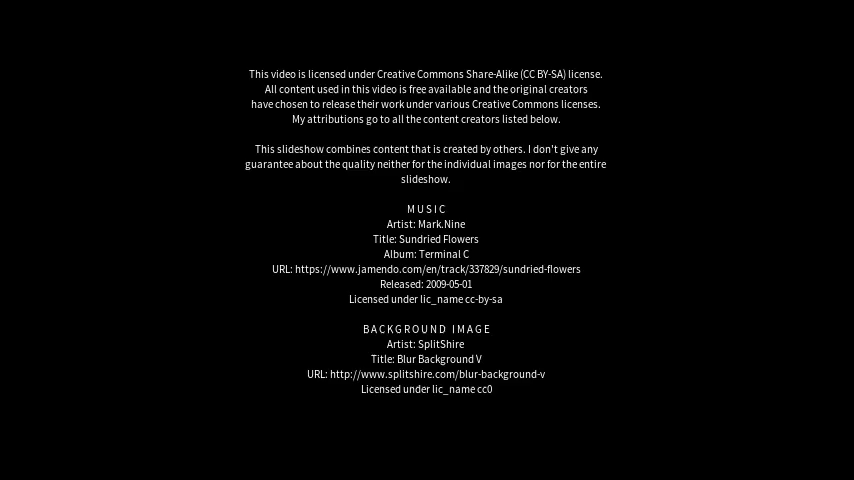 This video is licensed under Creative Commons Share-Alike (CC BY-SA) license.
All content used in this video is free available and the original creators
have chosen to release their work under various Creative Commons licenses.
My attributions go to all the content creators listed below.
This slideshow combines content that is created by others. I don't give any
guarantee about the quality neither for the individual images nor for the entire
slideshow.
MUSIC
Artist: Mark.Nine
Title: Sundried Flowers
Album: Terminal C
URL: https://www.jamendo.com/en/track/337829/sundried-flowers
Released: 2009-05-01
Licensed under lic_name cc-by-sa
BACKGROUND IMAGE
Artist: SplitShire
Title: Blur Background V
URL: http://www.splitshire.com/blur-background-v
Licensed under lic_name cc0